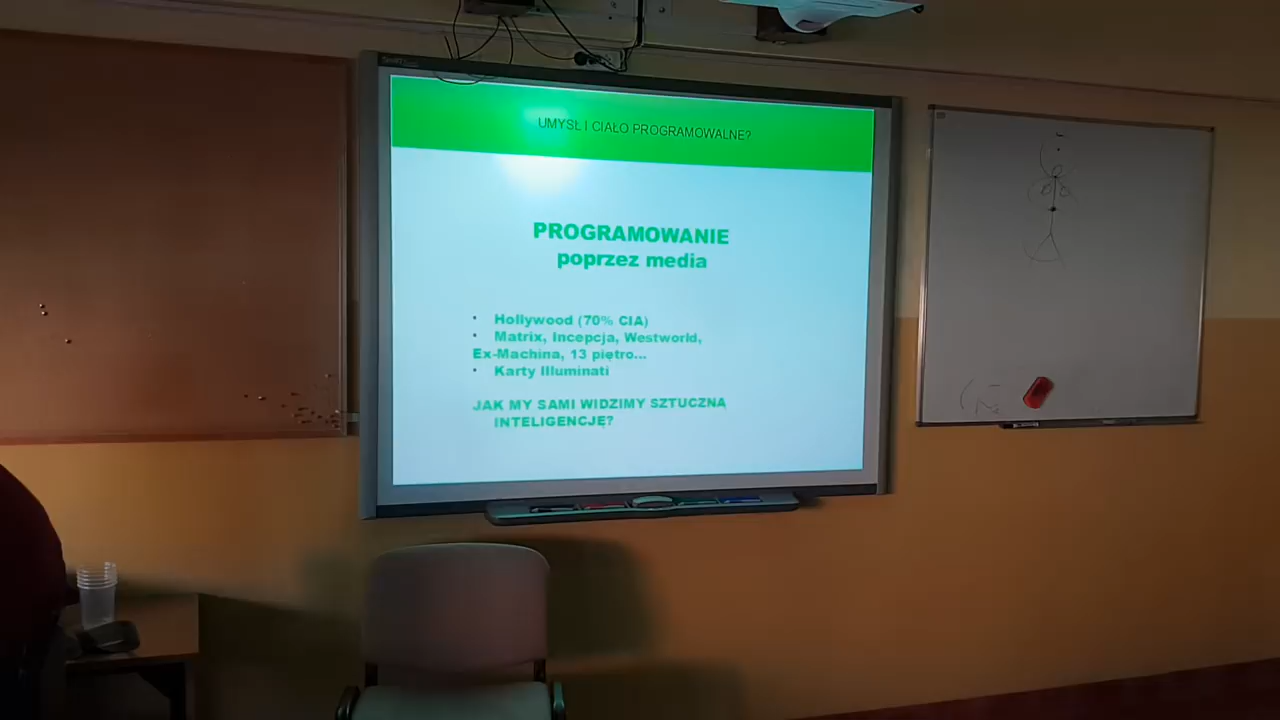 UMYSŁ I CIAŁO PROGRAMOWALNE?
PROGRAMOWANIE
poprzez media
• Hollywood (70% CIA)
• Matrix, Incepcja, Westworld,
Ex-Machina, 13 piętro...
• Karty Illuminati
JAK MY SAMI WIDZIMY SZTUCZNĄ
INTELIGENCJĘ?